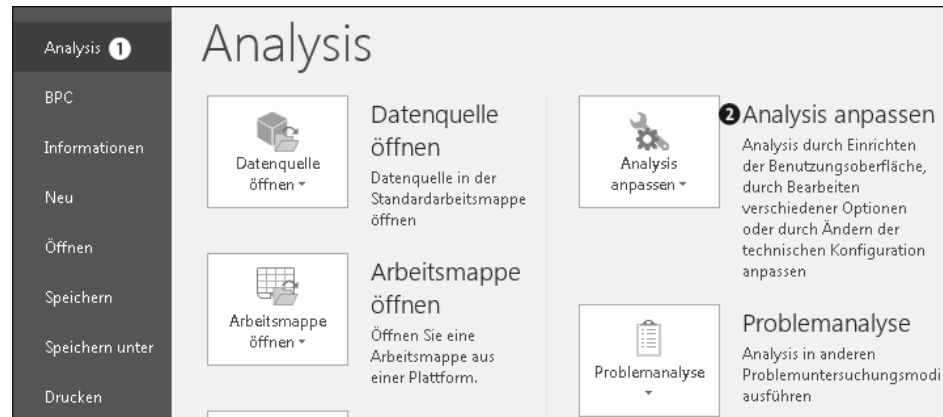 Analysis 1
BPC
Informationen
Neu
Öffnen
Speichern
Speichern unter
Drucken
Analysis
Datenquelle
öffnen
Datenquelle
öffnen
Datenquelle in der
Standardarbeitsmappe
öffnen
Arbeitsmappe
öffnen
Arbeitsmappe
öffnen
Öffnen Sie eine
Arbeitsmappe aus
einer Plattform.
Analysis
anpassen
2 Analysis anpassen
Analysis durch Einrichten
der Benutzungsoberfläche,
durch Bearbeiten
verschiedener Optionen
oder durch Ändern der
technischen Konfiguration
anpassen
Problemanalyse
Problemanalyse
Analysis in anderen
Problemuntersuchungsmodi
ausführen